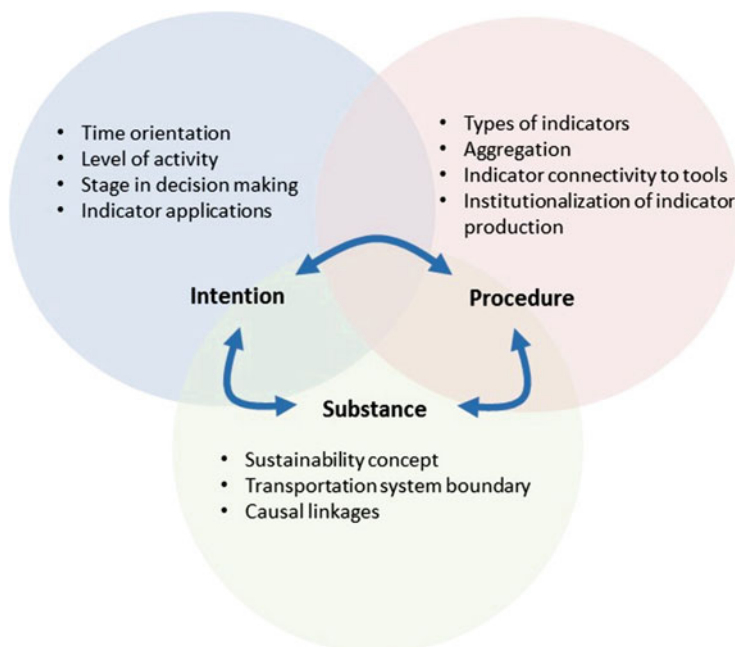 • Time orientation
• Level of activity
• Stage in decision making
• Indicator applications
• Types of indicators
• Aggregation
• Indicator connectivity to tools
• Institutionalization of indicator
production
Intention
Procedure
Substance
• Sustainability concept
• Transportation system boundary
• Causal linkages